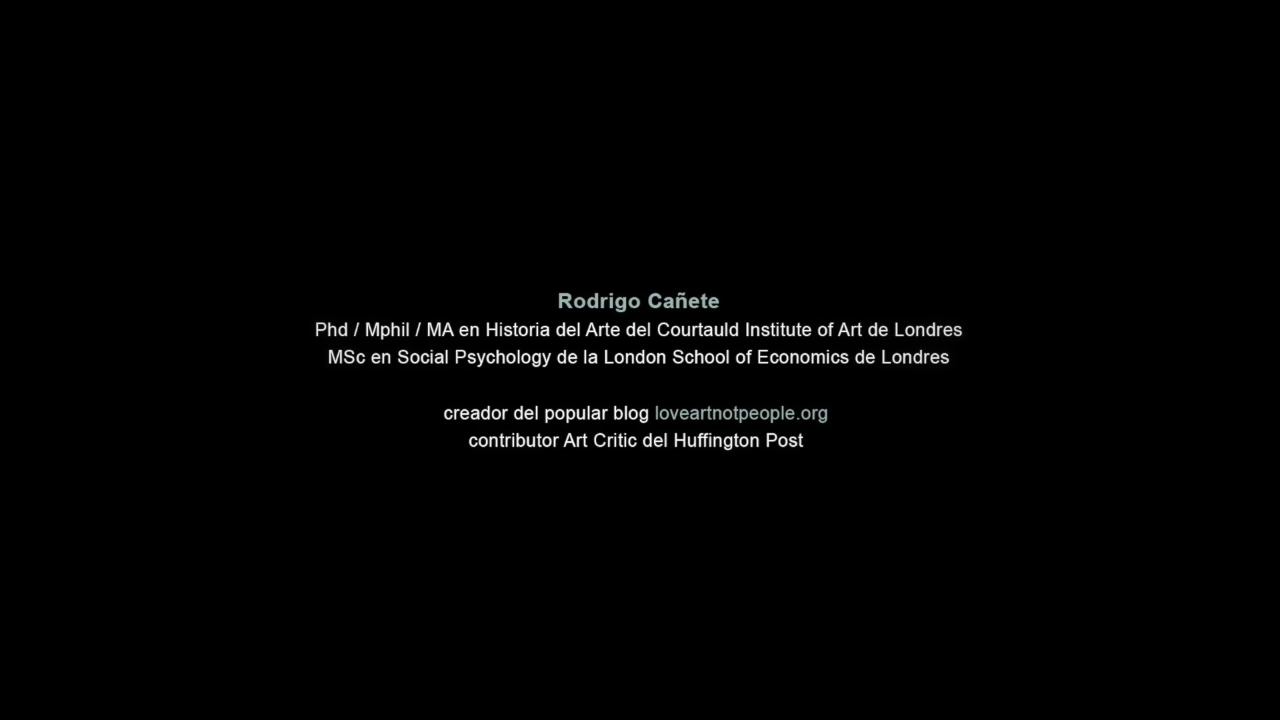 Rodrigo Cañete
Phd / Mphil / MA en Historia del Arte del Courtauld Institute of Art de Londres
MSc en Social Psychology de la London School of Economics de Londres
creador del popular blog loveartnotpeople.org
contributor Art Critic del Huffington Post